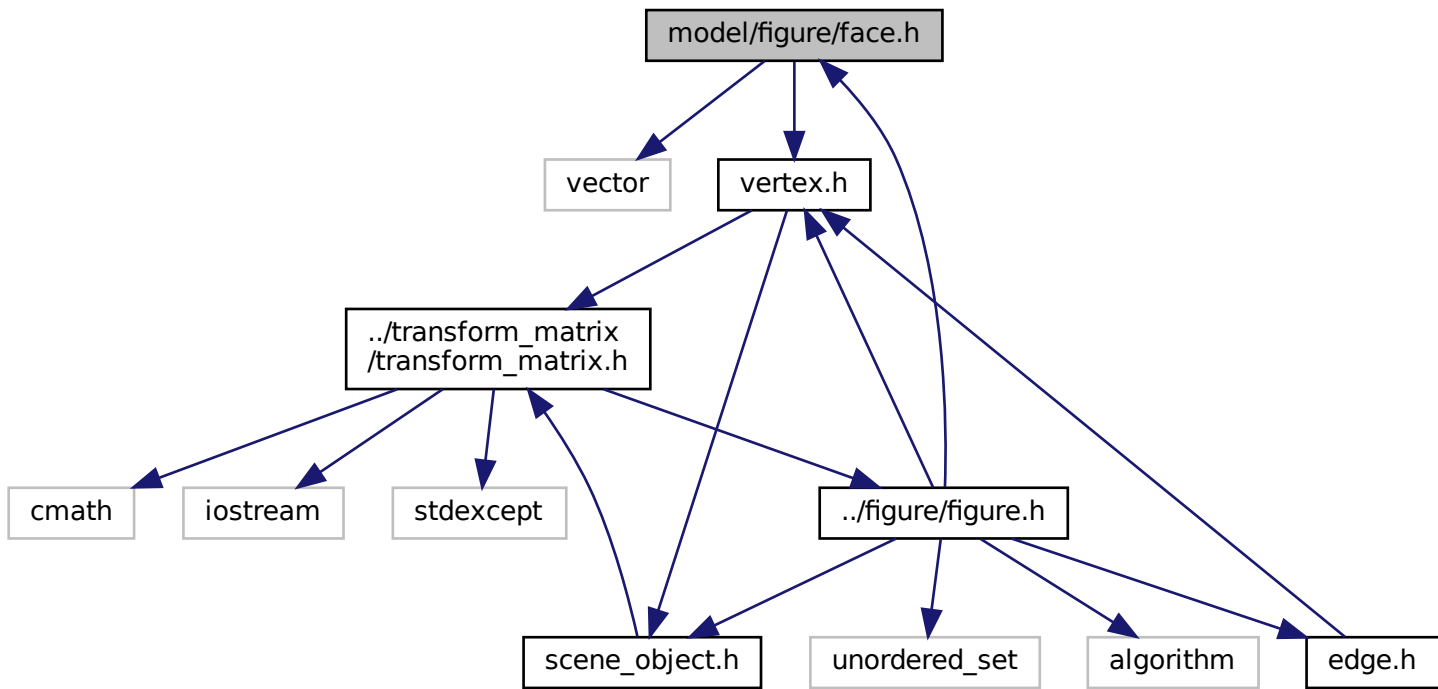 model/figure/face.h
vector
vertex.h
../transform_matrix
/transform_matrix.h
cmath
iostream
stdexcept
../figure/figure.h
scene_object.h
unordered_set
algorithm
edge.h